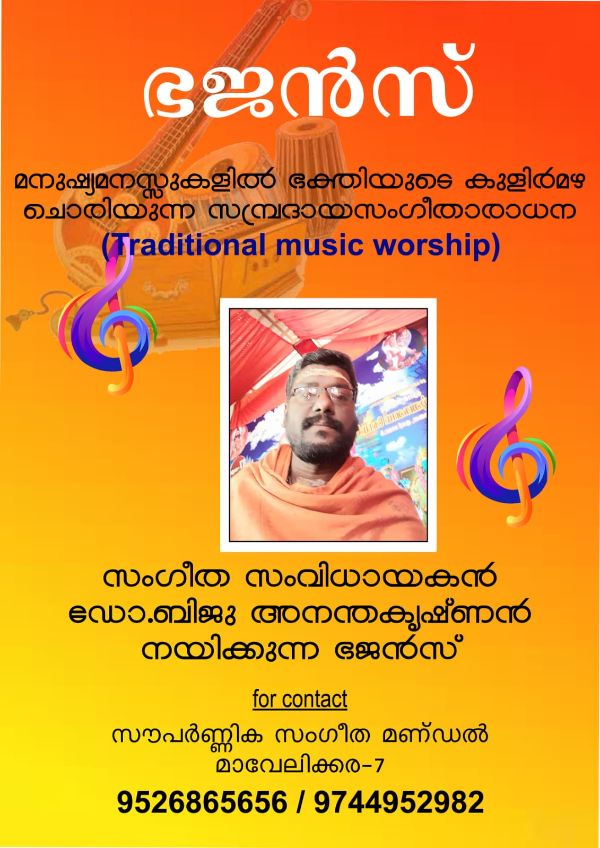 ഭജൻസ്
മനുഷ്യമനസ്സുകളിൽ ഭക്തിയുടെ കുളിർമഴ
ചൊരിയുന്ന സമ്പ്രദായസംഗീതാരാധന
(Traditional music worship)
സംഗീത സംവിധായകൻ
ഡോ.ബിജു അനന്തകൃഷ്ണൻ
നയിക്കുന്ന ഭജൻസ്
for contact
സൗപർണ്ണിക സംഗീത മണ്ഡൽ
മാവേലിക്കര-7
9526865656 / 9744952982